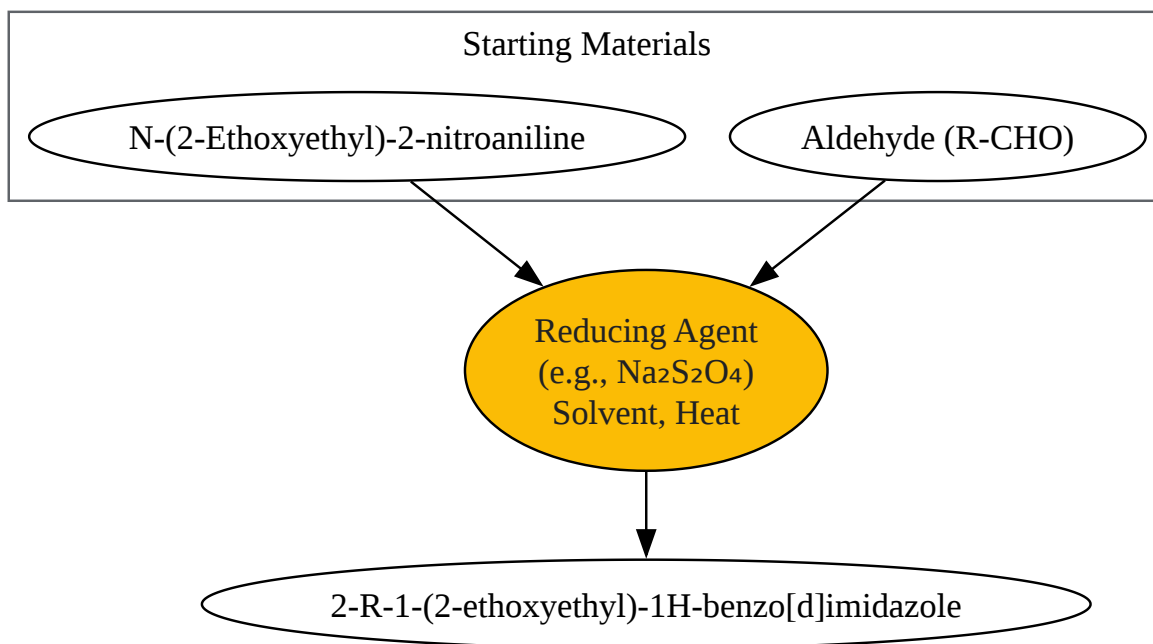 Starting Materials
N-(2-Ethoxyethyl)-2-nitroaniline
Aldehyde (R-CHO)
Reducing Agent
(e.g., Na₂S₂O₄)
Solvent, Heat
2-R-1-(2-ethoxyethyl)-1H-benzo[d]imidazole